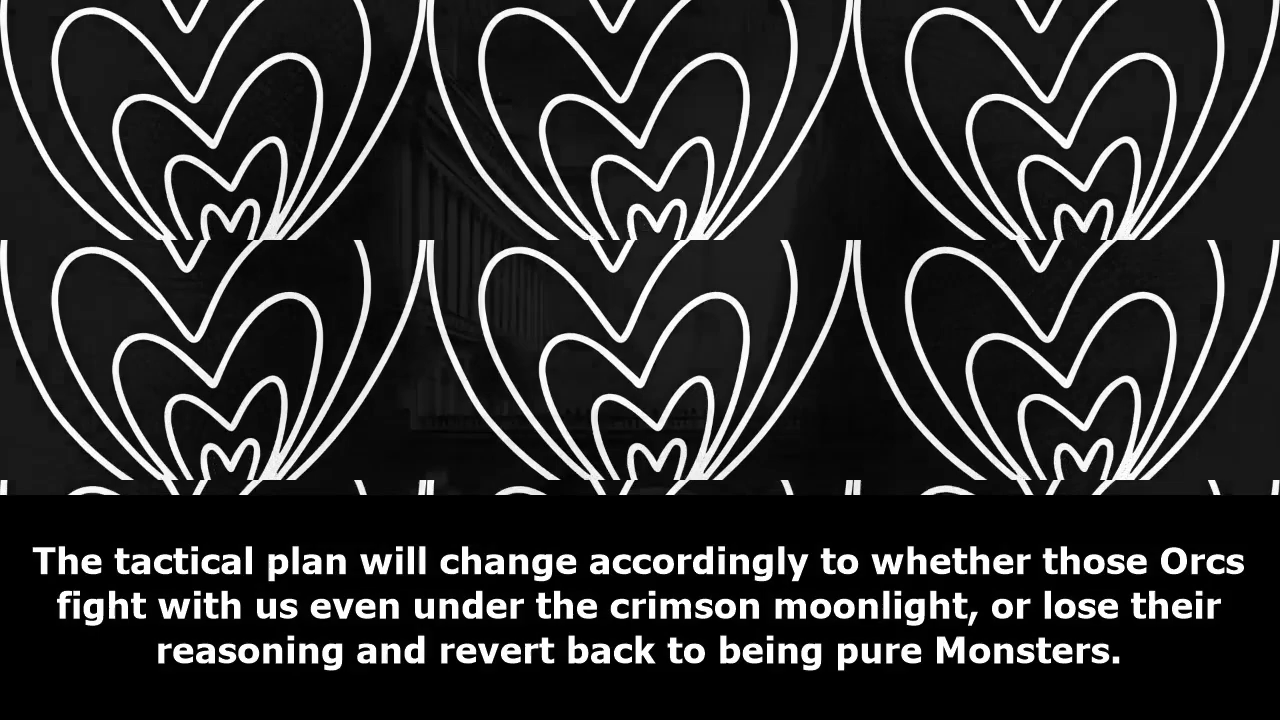 The tactical plan will change accordingly to whether those Orcs
fight with us even under the crimson moonlight, or lose their
reasoning and revert back to being pure Monsters.